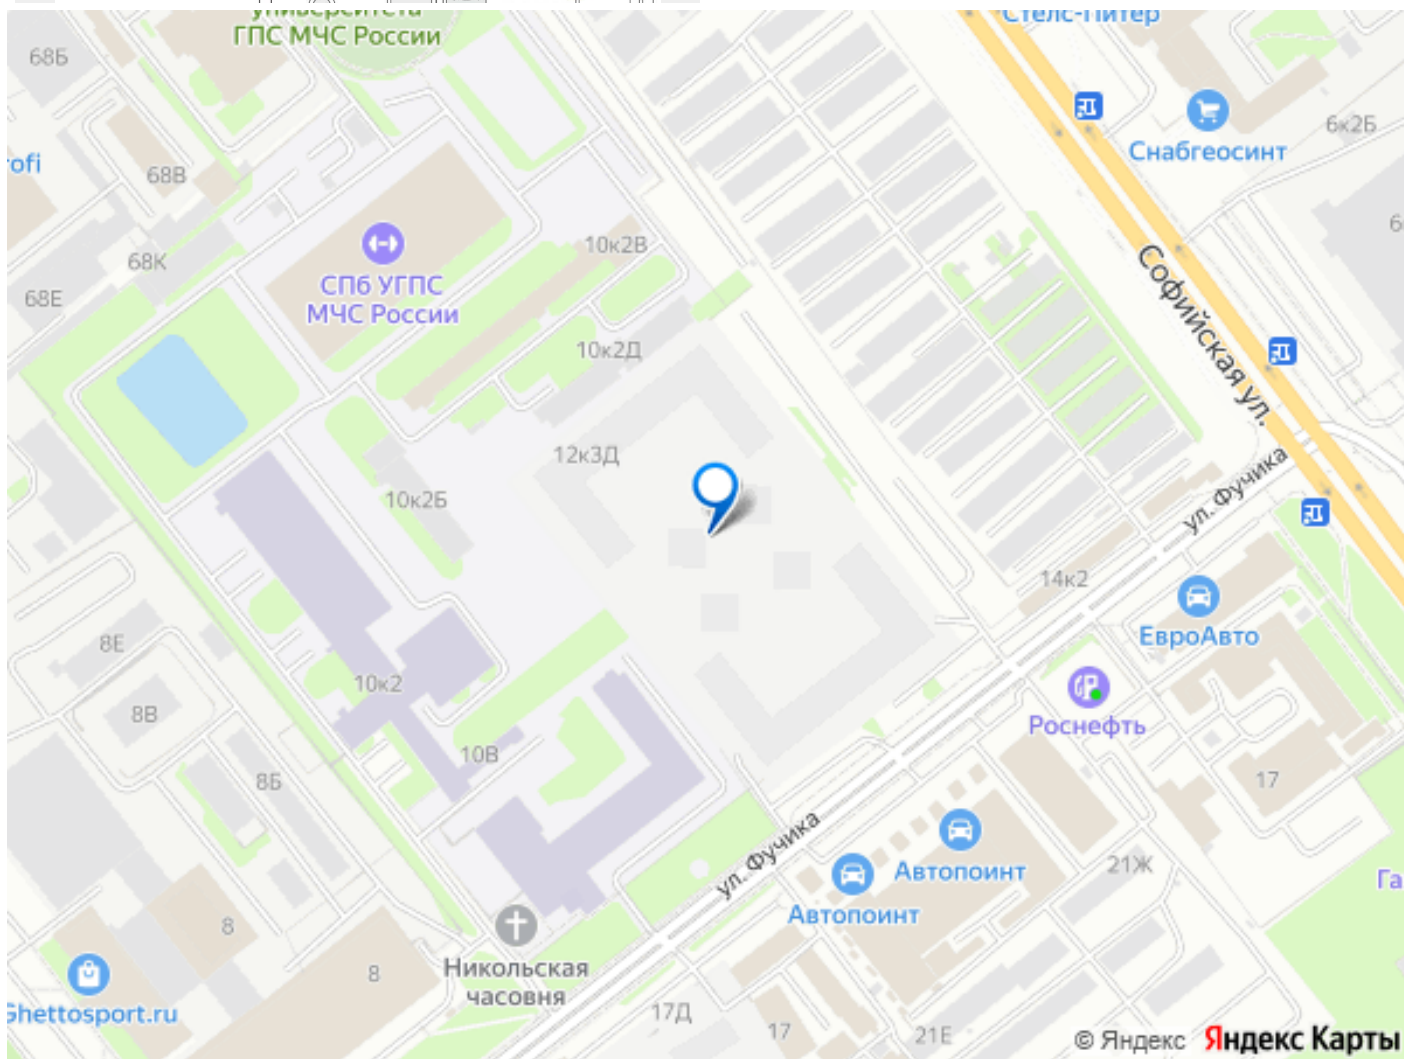 университета
ГПС МЧС России
Стелс-Питер
68Б
6к2Б
Снабгеосинт
ofi
68В
10к2В
68К
СПб УГПС
МЧС России
68Е
Софийская ул.
10к2Д
12к3Д
10к2Б
ул. Фучика
14к2
ЕвроАвто
8Е
10к2
8В
Роснефть
10В
8Б
17
ул. Фучика
Автопоинт
21Ж
Га
Автопоинт
8
8
Никольская
часовня
Ghettosport.ru
17Д
17
21Е
© Яндекс Яндекс Карты